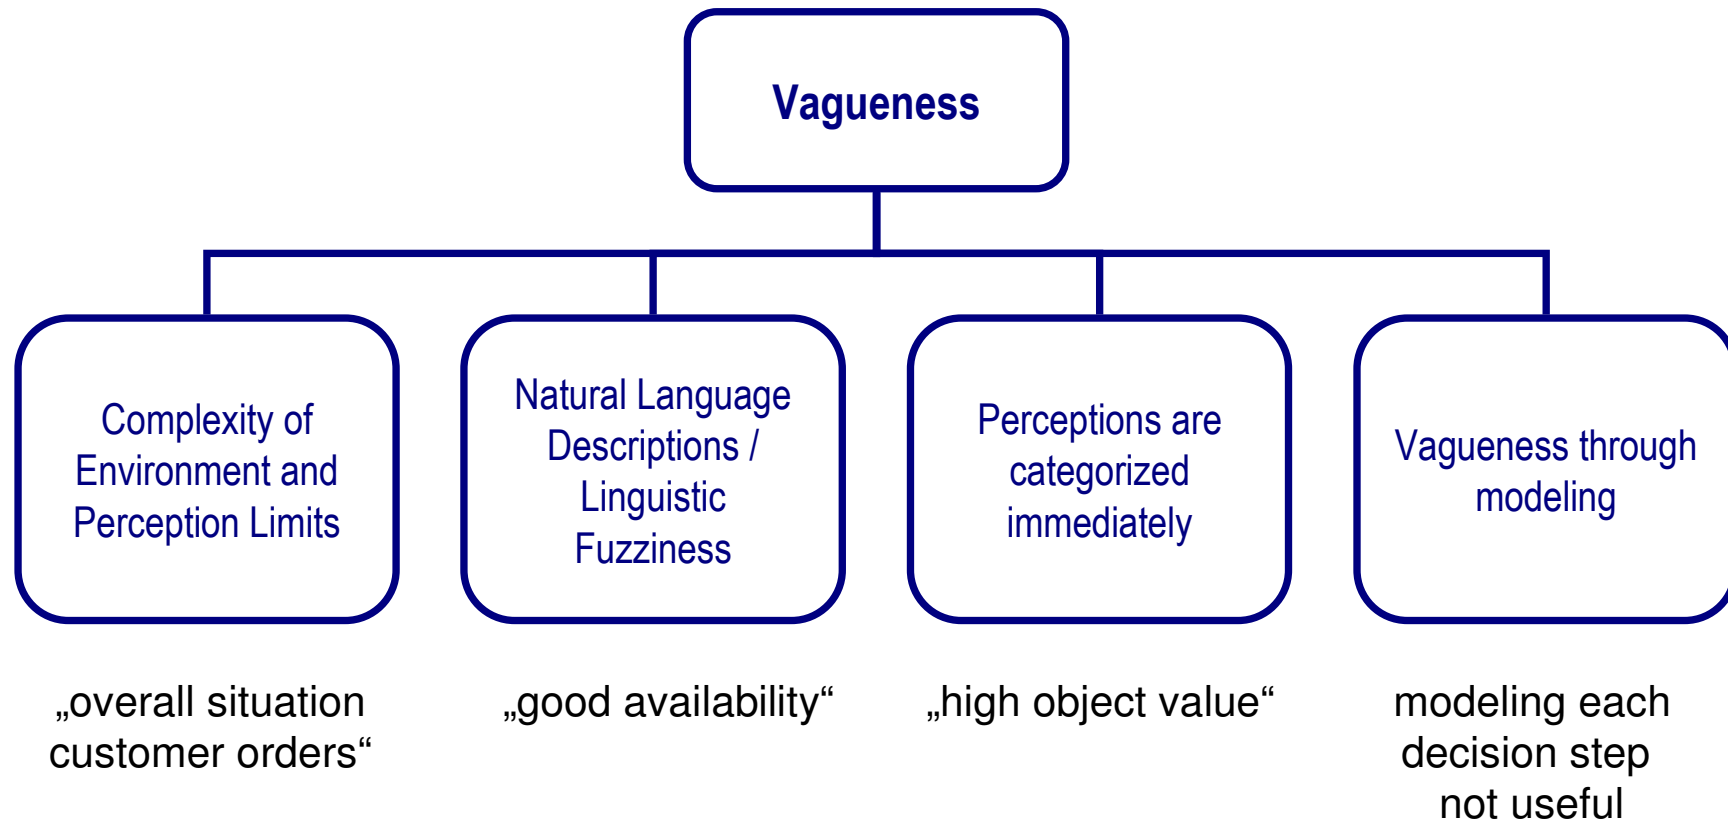 Vagueness
Complexity of
Environment and
Perception Limits
Natural Language
Descriptions /
Linguistic
Fuzziness
Perceptions are
categorized
immediately
Vagueness through
modeling
„overall situation
customer orders“
„good availability“
„high object value“
modeling each
decision step
not useful